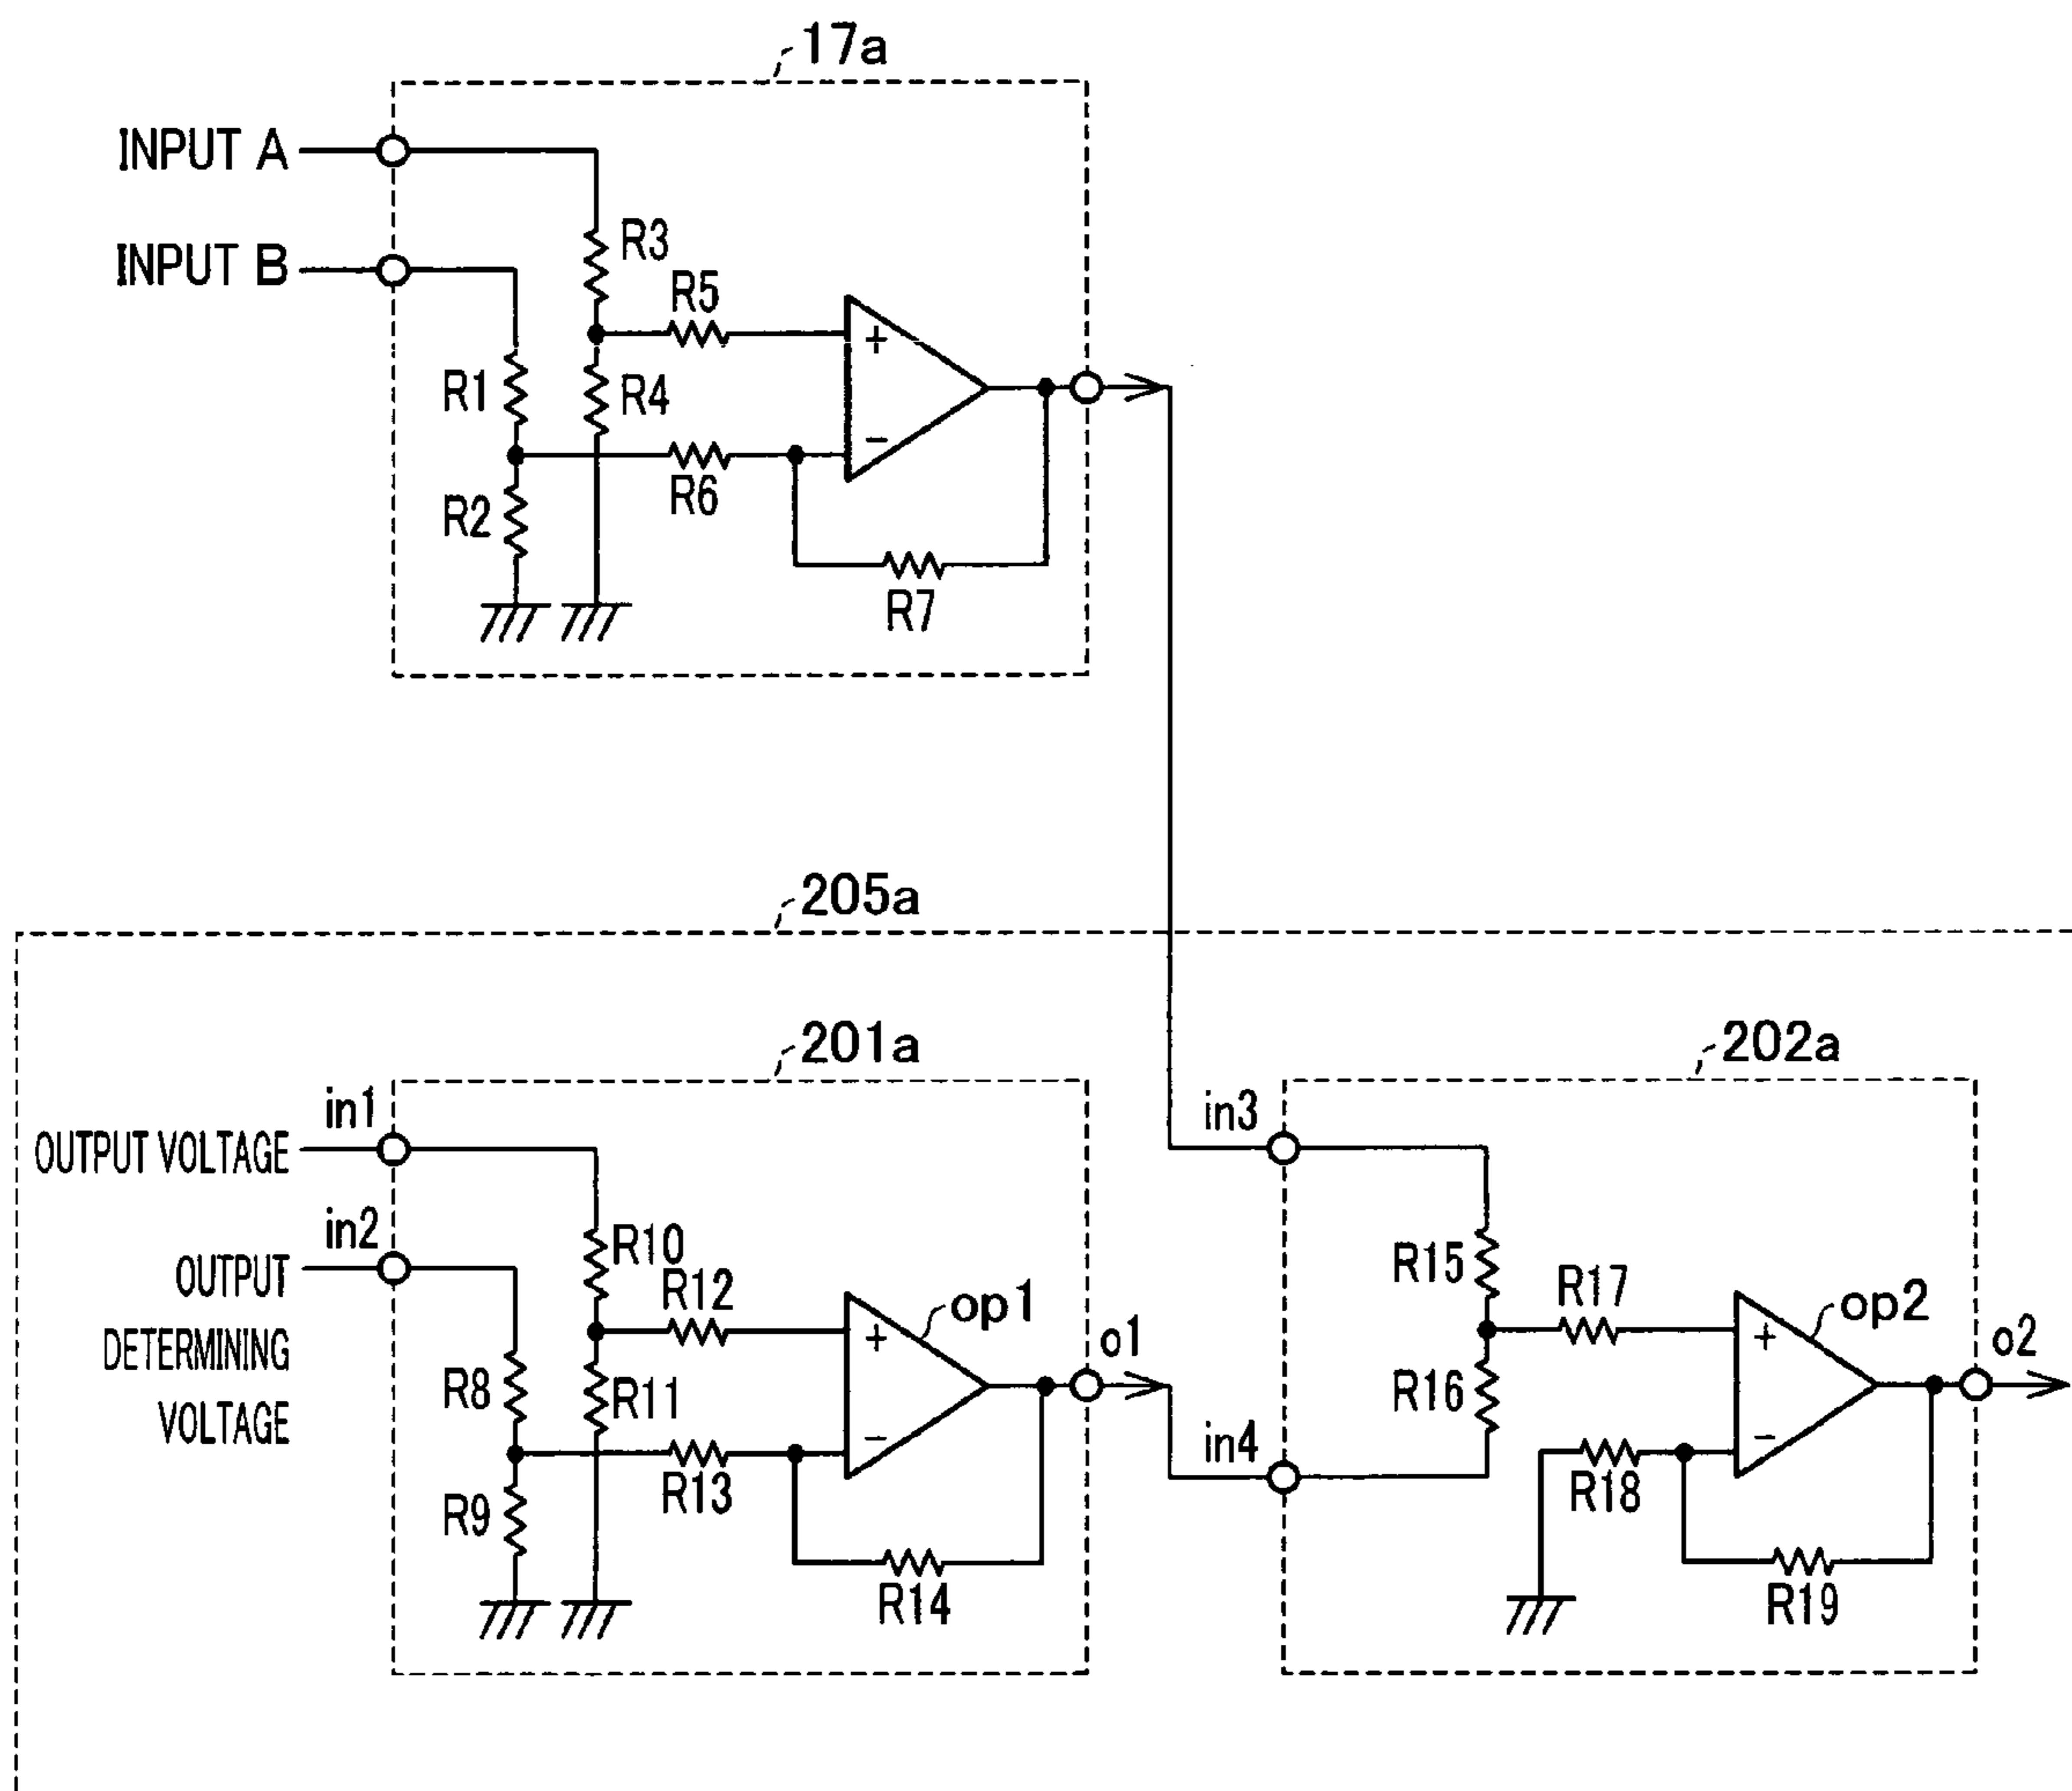 17a
INPUT A
INPUT B
R3
R5
+
R1
R4
−
R6
R2
R7
205a
201a
202a
in1
in3
OUTPUT VOLTAGE
in2
R10
R12
OUTPUT
DETERMINING
VOLTAGE
op1
+
o1
R8
R11
−
R13
R9
R14
R15
R17
op2
+
o2
R16
in4
−
R18
R19